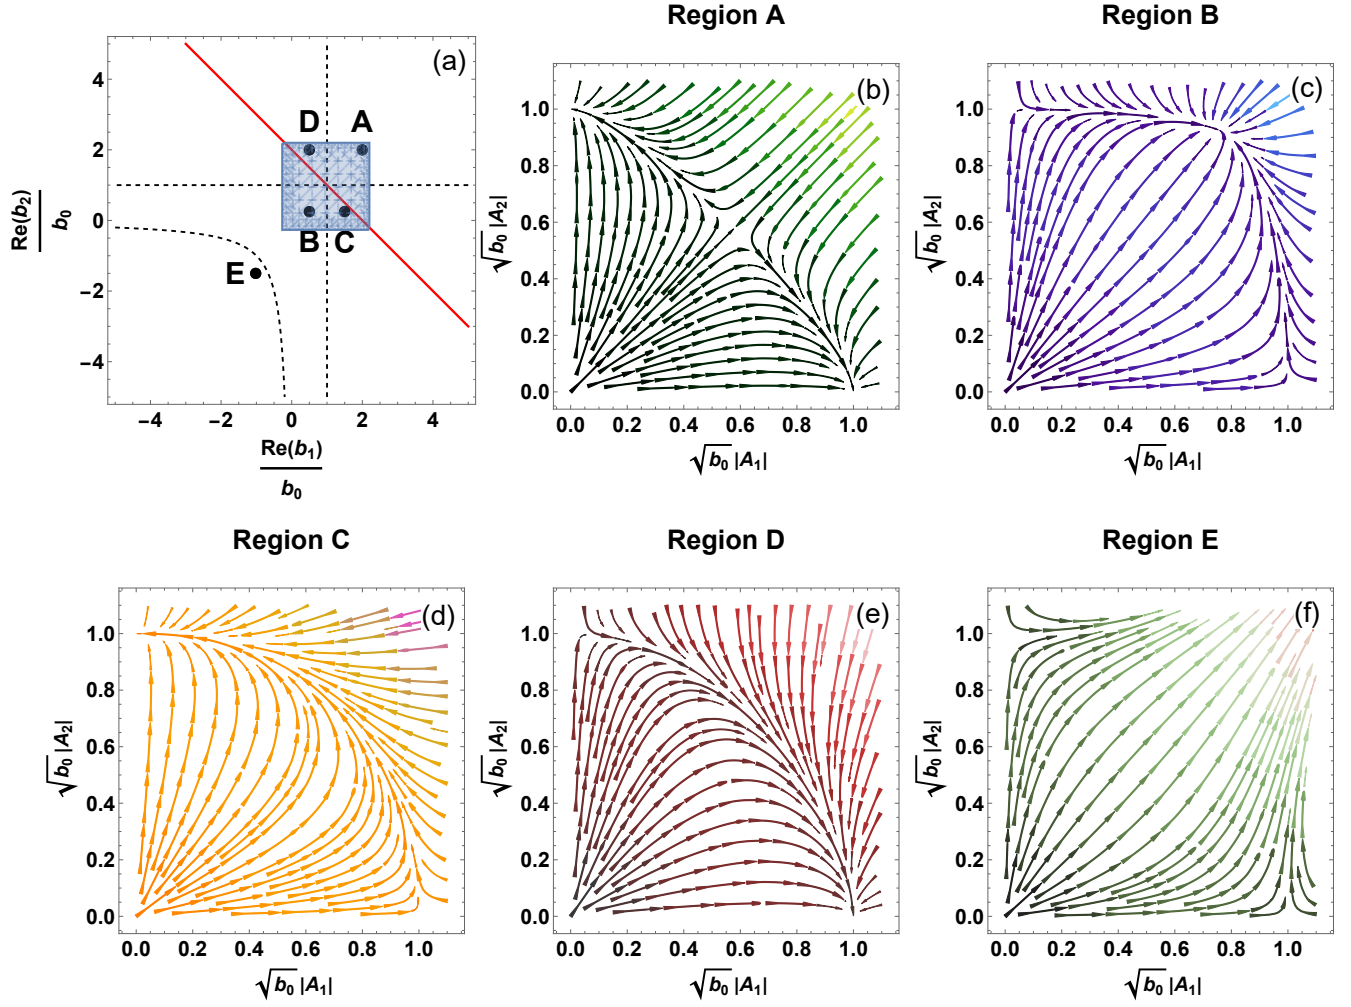 Region A
Region B
(a)
(b)
(c)
4
2
0
−2
−4
D
A
B
C
E
−4
−2
0
2
4
Re(b₂)
b₀
Re(b₁)
b₀
1.0
0.8
0.6
0.4
0.2
0.0
0.0 0.2 0.4 0.6 0.8 1.0
√b₀ |A₂|
√b₀ |A₁|
1.0
0.8
0.6
0.4
0.2
0.0
0.0 0.2 0.4 0.6 0.8 1.0
√b₀ |A₂|
√b₀ |A₁|
Region C
Region D
Region E
(d)
(e)
(f)
1.0
0.8
0.6
0.4
0.2
0.0
0.0 0.2 0.4 0.6 0.8 1.0
√b₀ |A₂|
√b₀ |A₁|
1.0
0.8
0.6
0.4
0.2
0.0
0.0 0.2 0.4 0.6 0.8 1.0
√b₀ |A₂|
√b₀ |A₁|
1.0
0.8
0.6
0.4
0.2
0.0
0.0 0.2 0.4 0.6 0.8 1.0
√b₀ |A₂|
√b₀ |A₁|